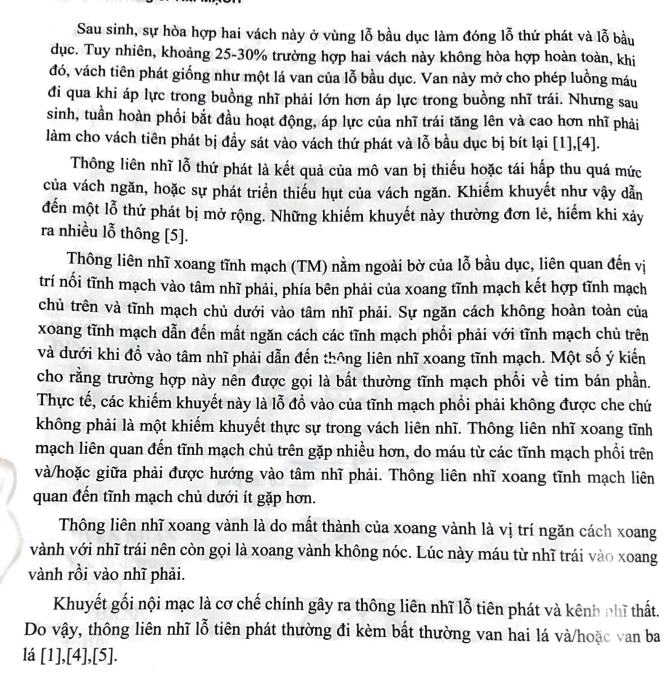 Sau sinh, sự hòa hợp hai vách này ở vùng lỗ bầu dục làm đóng lỗ thứ phát và lỗ bầu
dục. Tuy nhiên, khoảng 25-30% trường hợp hai vách này không hòa hợp hoàn toàn, khi
đó, vách tiên phát giống như một lá van của lỗ bầu dục. Van này mở cho phép luồng máu
đi qua khi áp lực trong buồng nhĩ phải lớn hơn áp lực trong buồng nhĩ trái. Nhưng sau
sinh, tuần hoàn phổi bắt đầu hoạt động, áp lực của nhĩ trái tăng lên và cao hơn nhĩ phải
làm cho vách tiên phát bị đẩy sát vào vách thứ phát và lỗ bầu dục bị bít lại [1],[4].
Thông liên nhĩ lỗ thứ phát là kết quả của mô van bị thiếu hoặc tái hấp thu quá mức
của vách ngăn, hoặc sự phát triển thiếu hụt của vách ngăn. Khiếm khuyết như vậy dẫn
đến một lỗ thứ phát bị mở rộng. Những khiếm khuyết này thường đơn lẻ, hiếm khi xảy
ra nhiều lỗ thông [5].
Thông liên nhĩ xoang tĩnh mạch (TM) nằm ngoài bờ của lỗ bầu dục, liên quan đến vị
trí nối tĩnh mạch vào tâm nhĩ phải, phía bên phải của xoang tĩnh mạch kết hợp tĩnh mạch
chủ trên và tĩnh mạch chủ dưới vào tâm nhĩ phải. Sự ngăn cách không hoàn toàn của
xoang tĩnh mạch dẫn đến mất ngăn cách các tĩnh mạch phổi phải với tĩnh mạch chủ trên
và dưới khi đổ vào tâm nhĩ phải dẫn đến thông liên nhĩ xoang tĩnh mạch. Một số ý kiến
cho rằng trường hợp này nên được gọi là bất thường tĩnh mạch phổi về tim bán phần.
Thực tế, các khiếm khuyết này là lỗ đổ vào của tĩnh mạch phổi phải không được che chứ
không phải là một khiếm khuyết thực sự trong vách liên nhĩ. Thông liên nhĩ xoang tĩnh
mạch liên quan đến tĩnh mạch chủ trên gặp nhiều hơn, do máu từ các tĩnh mạch phổi trên
và/hoặc giữa phải được hướng vào tâm nhĩ phải. Thông liên nhĩ xoang tĩnh mạch liên
quan đến tĩnh mạch chủ dưới ít gặp hơn.
Thông liên nhĩ xoang vành là do mất thành của xoang vành là vị trí ngăn cách xoang
vành với nhĩ trái nên còn gọi là xoang vành không nóc. Lúc này máu từ nhĩ trái vào xoang
vành rồi vào nhĩ phải.
Khuyết gối nội mạc là cơ chế chính gây ra thông liên nhĩ lỗ tiên phát và kênh nhĩ thất.
Do vậy, thông liên nhĩ lỗ tiên phát thường đi kèm bất thường van hai lá và/hoặc van ba
lá [1],[4],[5].